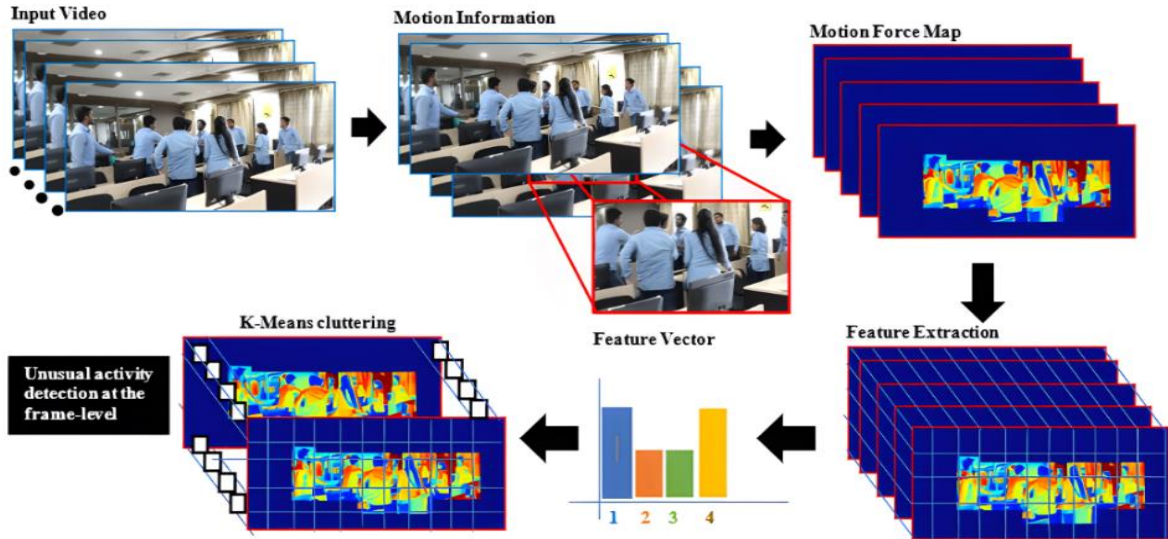 Input Video
Motion Information
Motion Force Map
K-Means cluttering
Feature Vector
Feature Extraction
Unusual activity
detection at the
frame-level
1 2 3 4